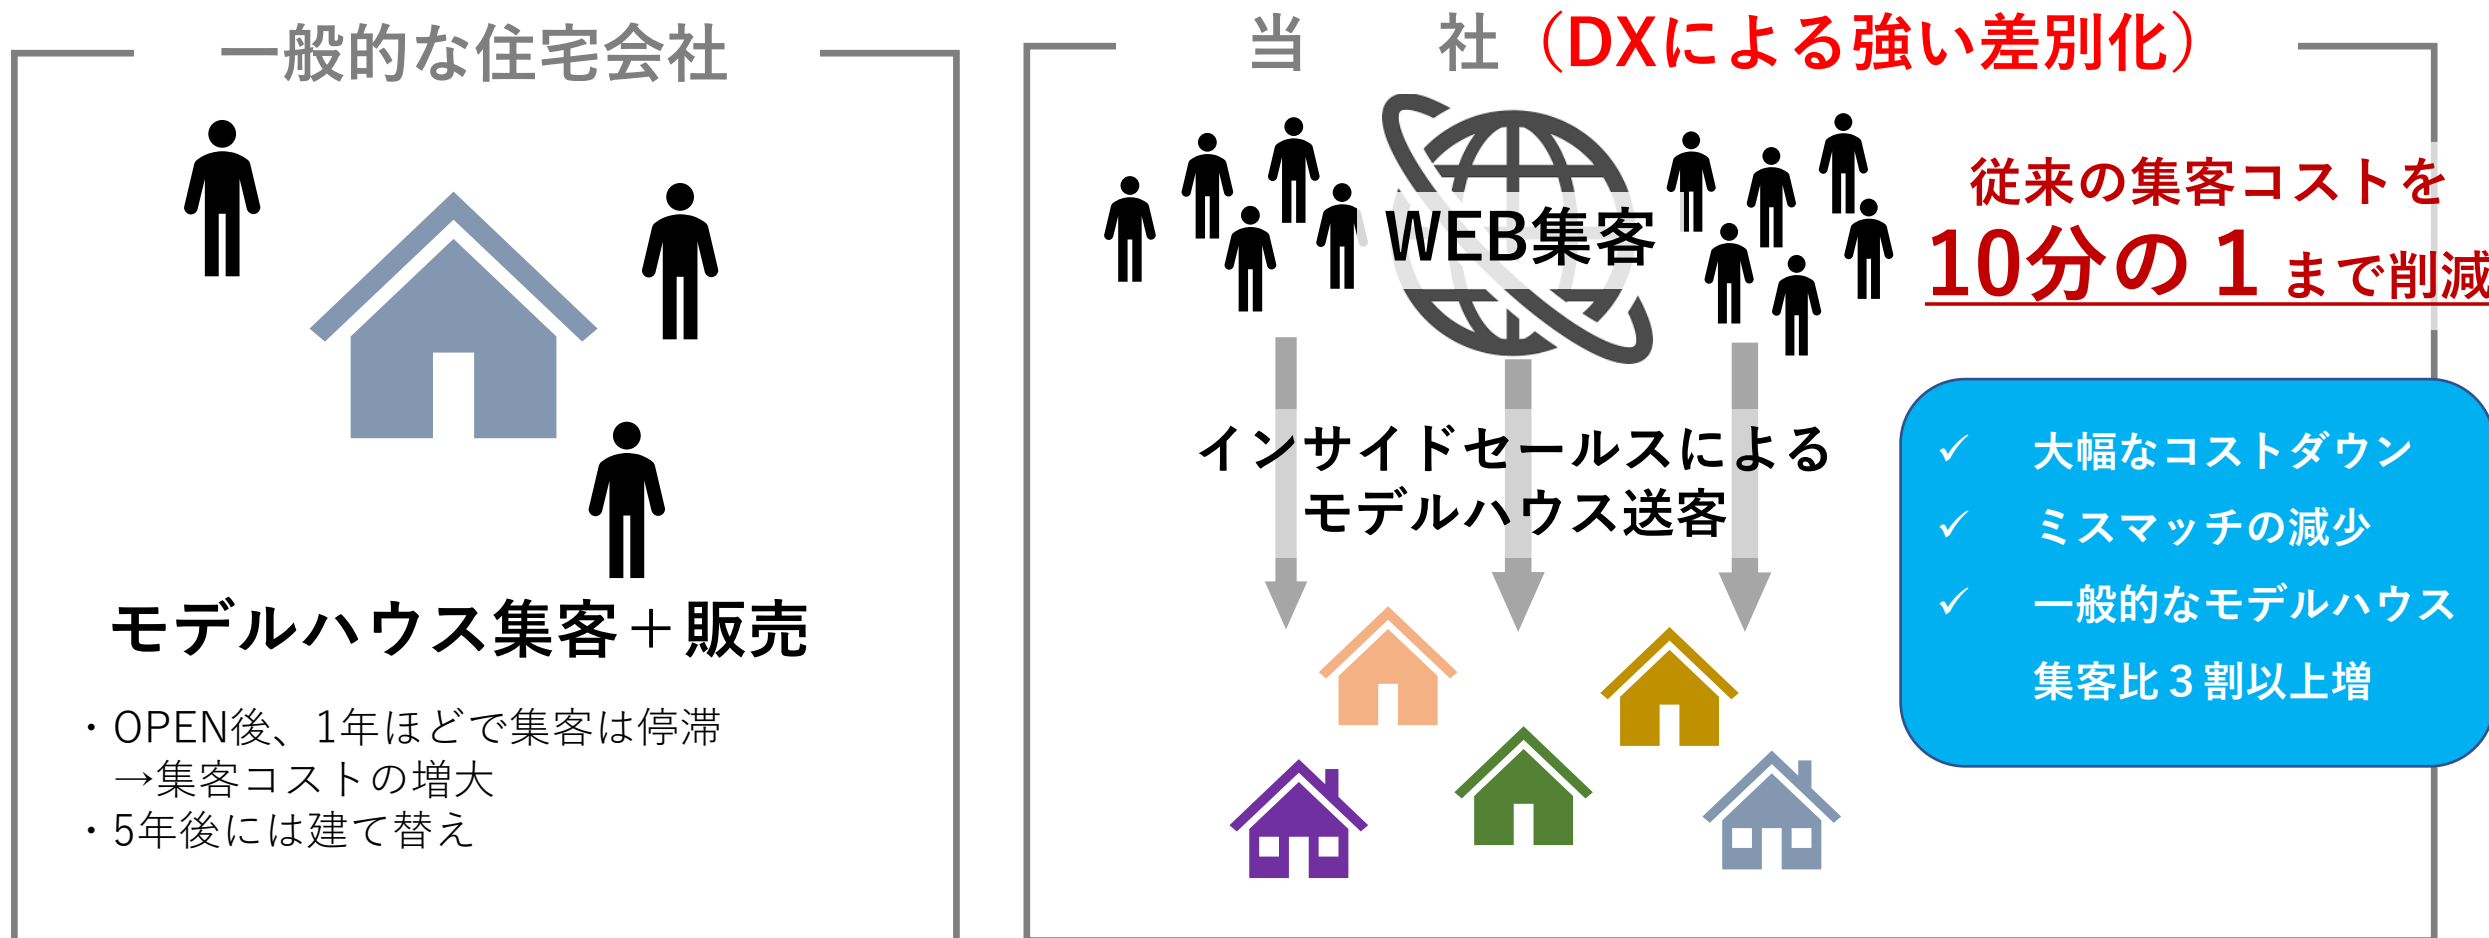 一般的な住宅会社
モデルハウス集客＋販売
・OPEN後、1年ほどで集客は停滞
→集客コストの増大
・5年後には建て替え
当　社（DXによる強い差別化）
WEB集客
従来の集客コストを
10分の１まで削減
インサイドセールスによる
モデルハウス送客
✓ 大幅なコストダウン
✓ ミスマッチの減少
✓ 一般的なモデルハウス
集客比３割以上増